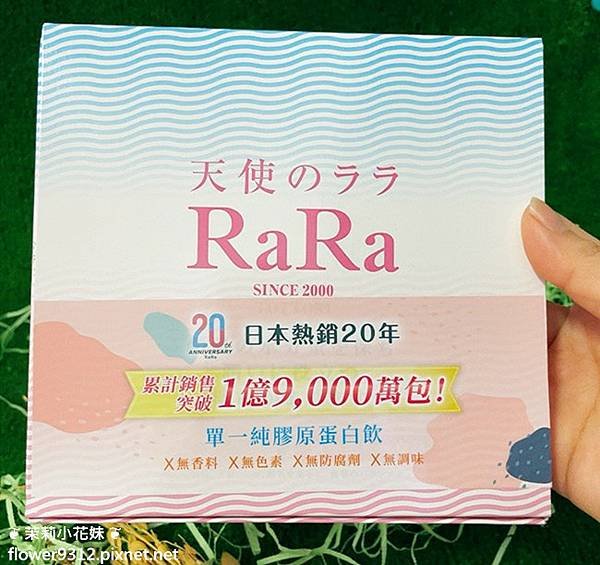 天使のララ
RaRa
SINCE 2000
20th
ANNIVERSARY
RaRa
日本熱銷20年
累計銷售
突破 1億9,000萬包!
單一純膠原蛋白飲
X無香料 X無色素 X無防腐劑 X無調味
茉莉小花妹
flower9312.pixnet.net